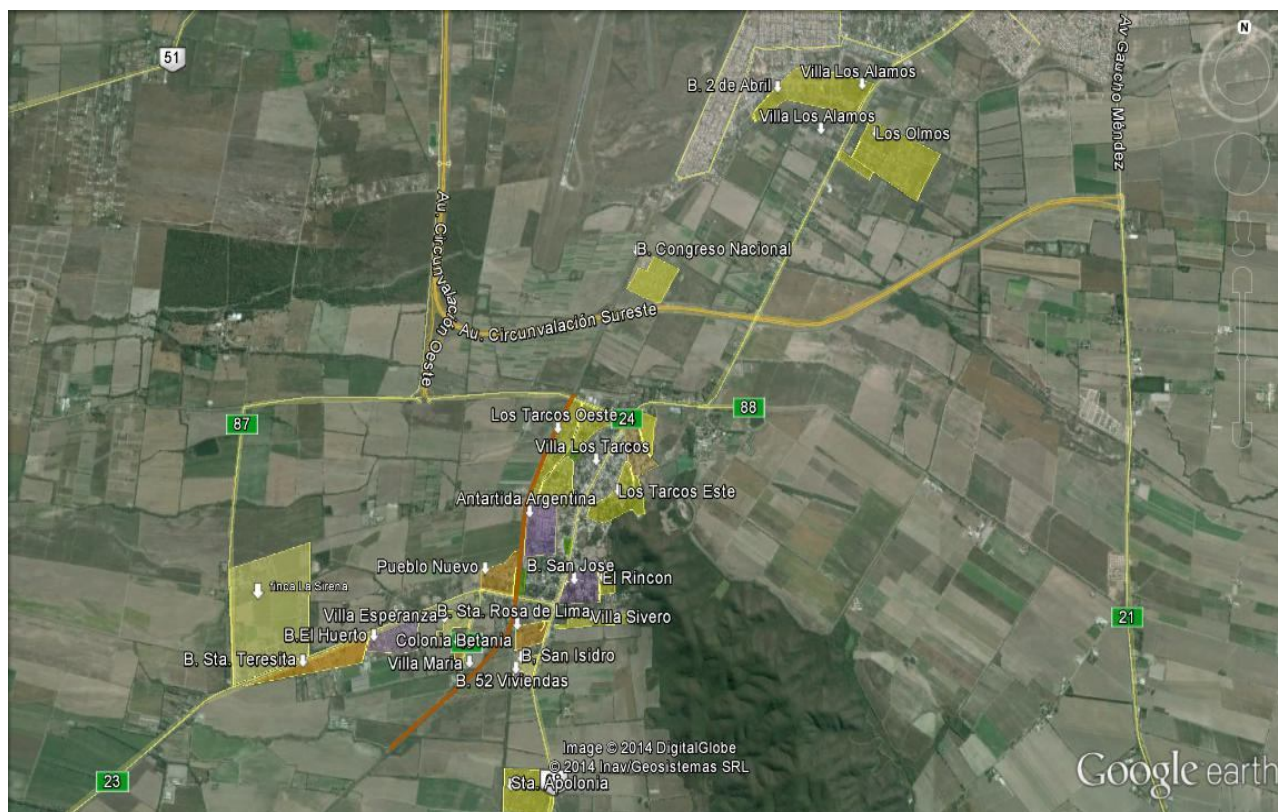 N
51
Av Gaucho Méndez
Villa Los Alamos
B. 2 de Abril
Villa Los Alamos
Los Olmos
B. Congreso Nacional
Au. Circunvalación Oeste
Au. Circunvalación Sureste
87
Los Tarcos Oeste
24
88
Villa Los Tarcos
Los Tarcos Este
Antartida Argentina
Pueblo Nuevo
B. San Jose
El Rincon
finca La Sirena
Villa Esperanza
B. Sta. Rosa de Lima
Villa Sivero
21
B.El Huerto
Colonia Betania
B. Sta. Teresita
Villa Maria
B. San Isidro
B. 52 Viviendas
Image © 2014 DigitalGlobe
© 2014 Inav/Geosistemas SRL
Google earth
23
Sta. Apolonia